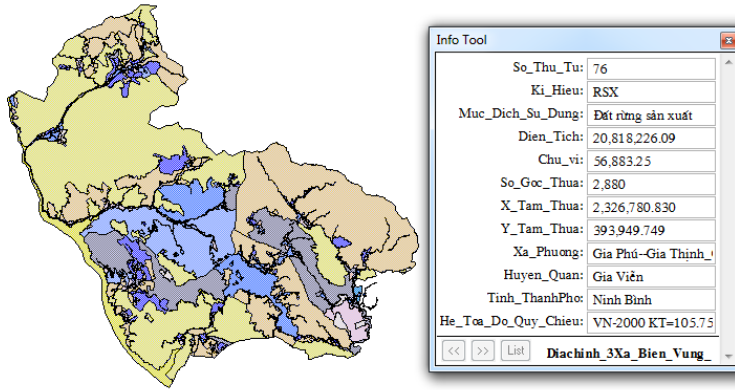 Info Tool
So_Thu_Tu: 76
Ki_Hieu: RSX
Muc_Dich_Su_Dung: Đất rừng sản xuất
Dien_Tich: 20,818,226.09
Chu_vi: 56,883.25
So_Goc_Thua: 2,880
X_Tam_Thua: 2,326,780.830
Y_Tam_Thua: 393,949.749
Xa_Phuong: Gia Phú--Gia Thịnh_
Huyen_Quan: Gia Viễn
Tinh_ThanhPho: Ninh Bình
He_Toa_Do_Quy_Chieu: VN-2000 KT=105.75
<< >> List Diachinh_3Xa_Bien_Vung_